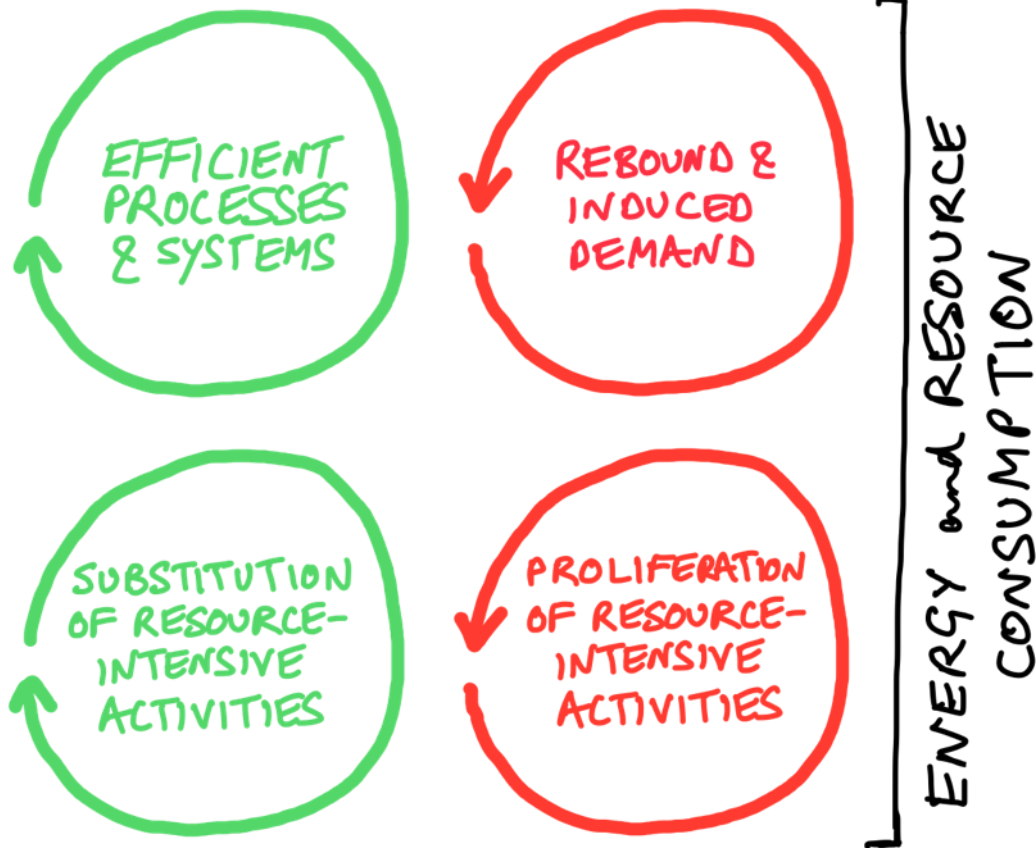 EFFICIENT
PROCESSES
& SYSTEMS
REBOUND &
INDUCED
DEMAND
SUBSTITUTION
OF RESOURCE-
INTENSIVE
ACTIVITIES
PROLIFERATION
OF RESOURCE-
INTENSIVE
ACTIVITIES
ENERGY and RESOURCE
CONSUMPTION